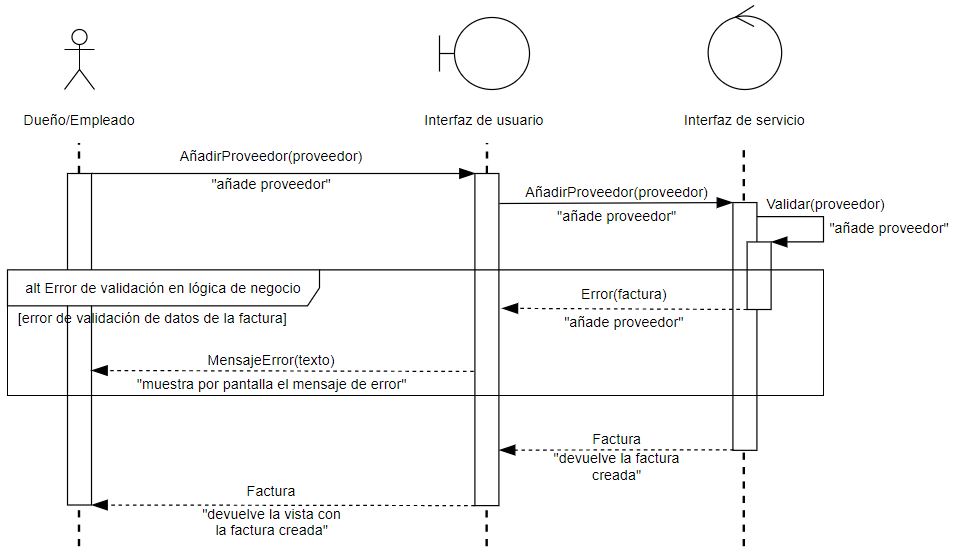 Dueño/Empleado
Interfaz de usuario
Interfaz de servicio
AñadirProveedor(proveedor)
"añade proveedor"
AñadirProveedor(proveedor)
"añade proveedor"
Validar(proveedor)
"añade proveedor"
alt Error de validación en lógica de negocio
[error de validación de datos de la factura]
Error(factura)
"añade proveedor"
MensajeError(texto)
"muestra por pantalla el mensaje de error"
Factura
"devuelve la factura
creada"
Factura
"devuelve la vista con
la factura creada"